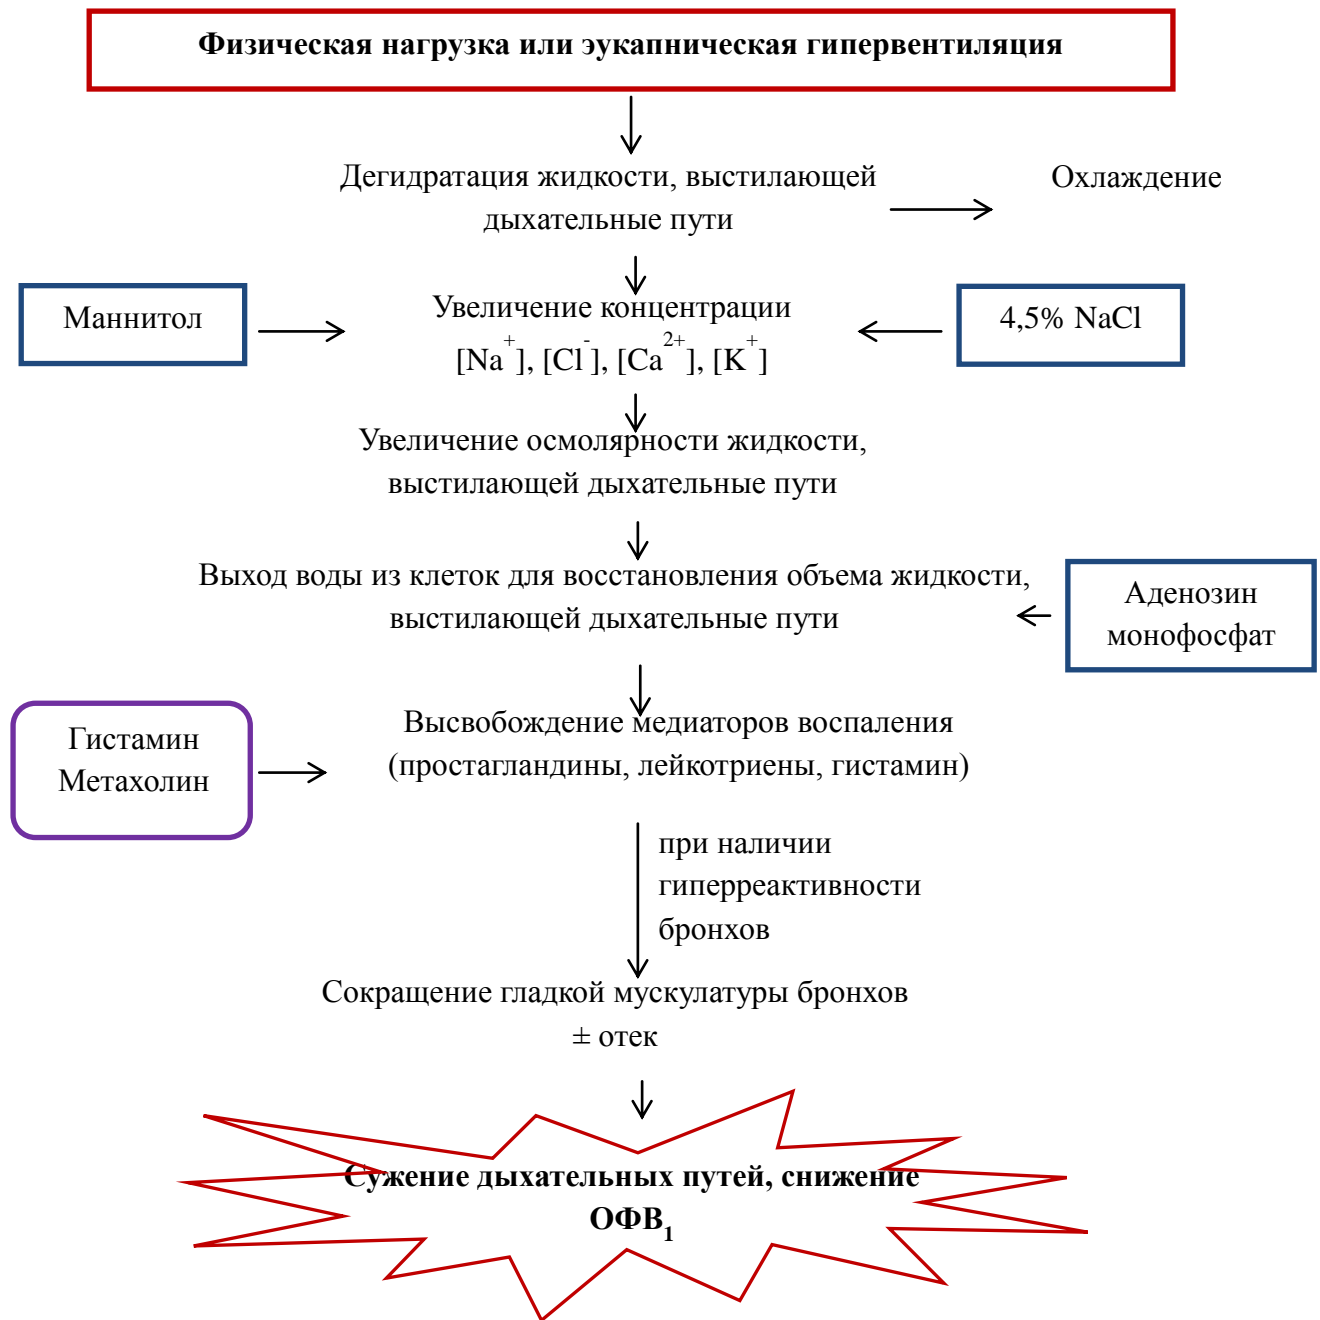 Физическая нагрузка или эукапническая гипервентиляция
Дегидратация жидкости, выстилающей
дыхательные пути
Охлаждение
Маннитол
Увеличение концентрации
[Na⁺], [Cl⁻], [Ca²⁺], [K⁺]
4,5% NaCl
Увеличение осмолярности жидкости,
выстилающей дыхательные пути
Выход воды из клеток для восстановления объема жидкости,
выстилающей дыхательные пути
Аденозин
монофосфат
Гистамин
Метахолин
Высвобождение медиаторов воспаления
(простагландины, лейкотриены, гистамин)
при наличии
гиперреактивности
бронхов
Сокращение гладкой мускулатуры бронхов
± отек
Сужение дыхательных путей, снижение
ОФВ₁